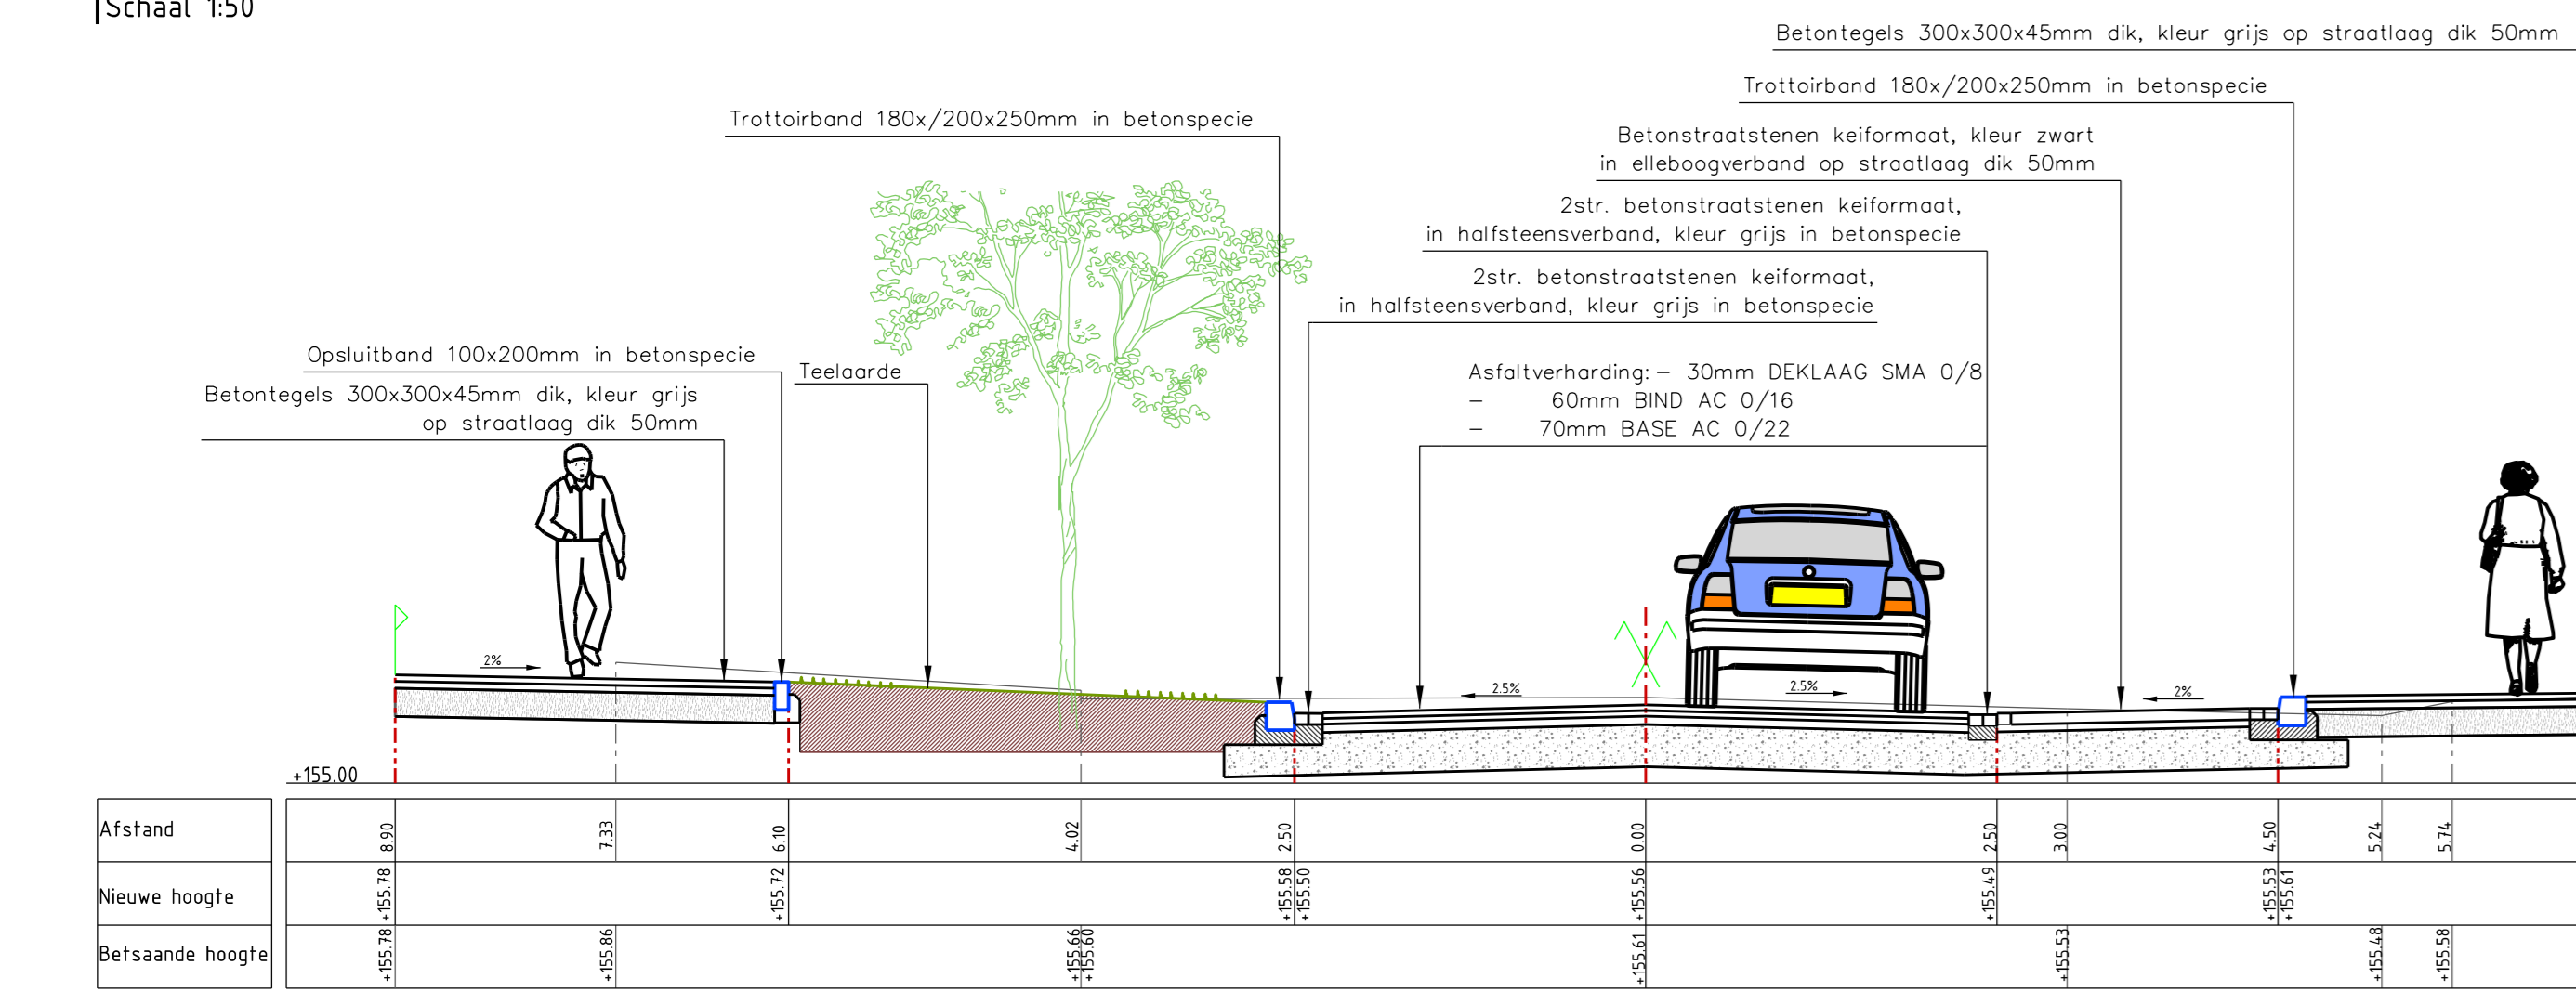 Schaal 1:50
Betontegels 300x300x45mm dik, kleur grijs op straatlaag dik 50mm
Trottoirband 180x/200x250mm in betonspecie
Trottoirband 180x/200x250mm in betonspecie
Betonstraatstenen keiformaat, kleur zwart
in elleboogverband op straatlaag dik 50mm
2str. betonstraatstenen keiformaat,
in halfsteensverband, kleur grijs in betonspecie
2str. betonstraatstenen keiformaat,
in halfsteensverband, kleur grijs in betonspecie
Opsluitband 100x200mm in betonspecie
Teelaarde
Betontegels 300x300x45mm dik, kleur grijs
op straatlaag dik 50mm
Asfaltverharding: - 30mm DEKLAAG SMA 0/8
- 60mm BIND AC 0/16
- 70mm BASE AC 0/22
2%
2.5%
2.5%
2%
+155.00
Afstand 8.90 7.33 6.10 4.02 2.50 0.00 2.50 3.00 4.50 5.24 5.74
Nieuwe hoogte +155.78 +155.72 +155.58 +155.50 +155.56 +155.49 +155.53 +155.61
Betsaande hoogte +155.78 +155.86 +155.66 +155.60 +155.61 +155.53 +155.48 +155.58